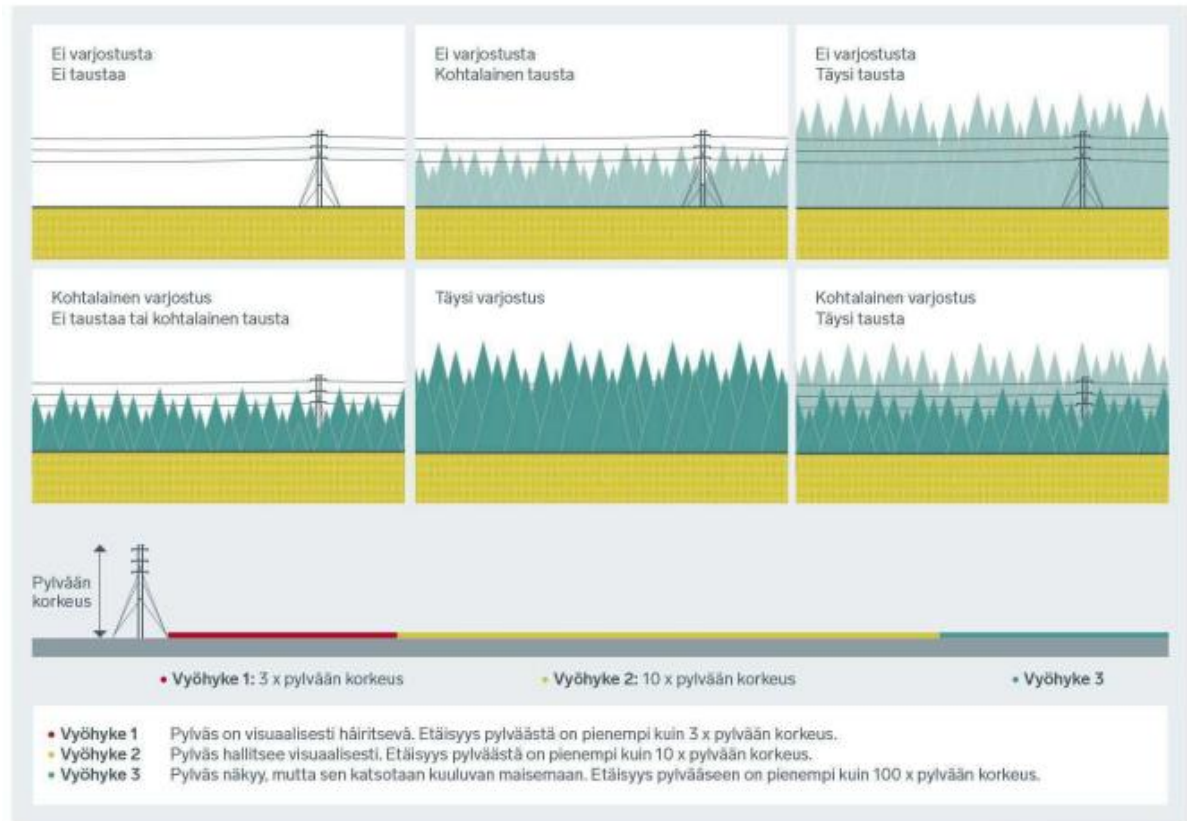 Ei varjostusta
Ei taustaa
Ei varjostusta
Kohtalainen tausta
Ei varjostusta
Täysi tausta
Kohtalainen varjostus
Ei taustaa tai kohtalainen tausta
Täysi varjostus
Kohtalainen varjostus
Täysi tausta
Pylvään
korkeus
• Vyöhyke 1: 3 x pylvään korkeus
• Vyöhyke 2: 10 x pylvään korkeus
• Vyöhyke 3
• Vyöhyke 1 Pylväs on visuaalisesti häiritsevä. Etäisyys pylväästä on pienempi kuin 3 x pylvään korkeus.
• Vyöhyke 2 Pylväs hallitsee visuaalisesti. Etäisyys pylväästä on pienempi kuin 10 x pylvään korkeus.
• Vyöhyke 3 Pylväs näkyy, mutta sen katsotaan kuuluvan maisemaan. Etäisyys pylvääseen on pienempi kuin 100 x pylvään korkeus.